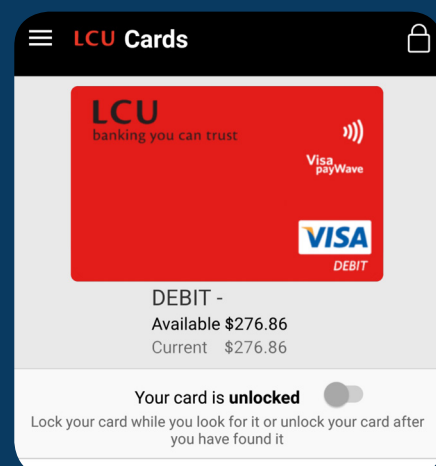 LCU Cards
LCU
banking you can trust
Visa
payWave
VISA
DEBIT
DEBIT -
Available $276.86
Current $276.86
Your card is unlocked
Lock your card while you look for it or unlock your card after
you have found it